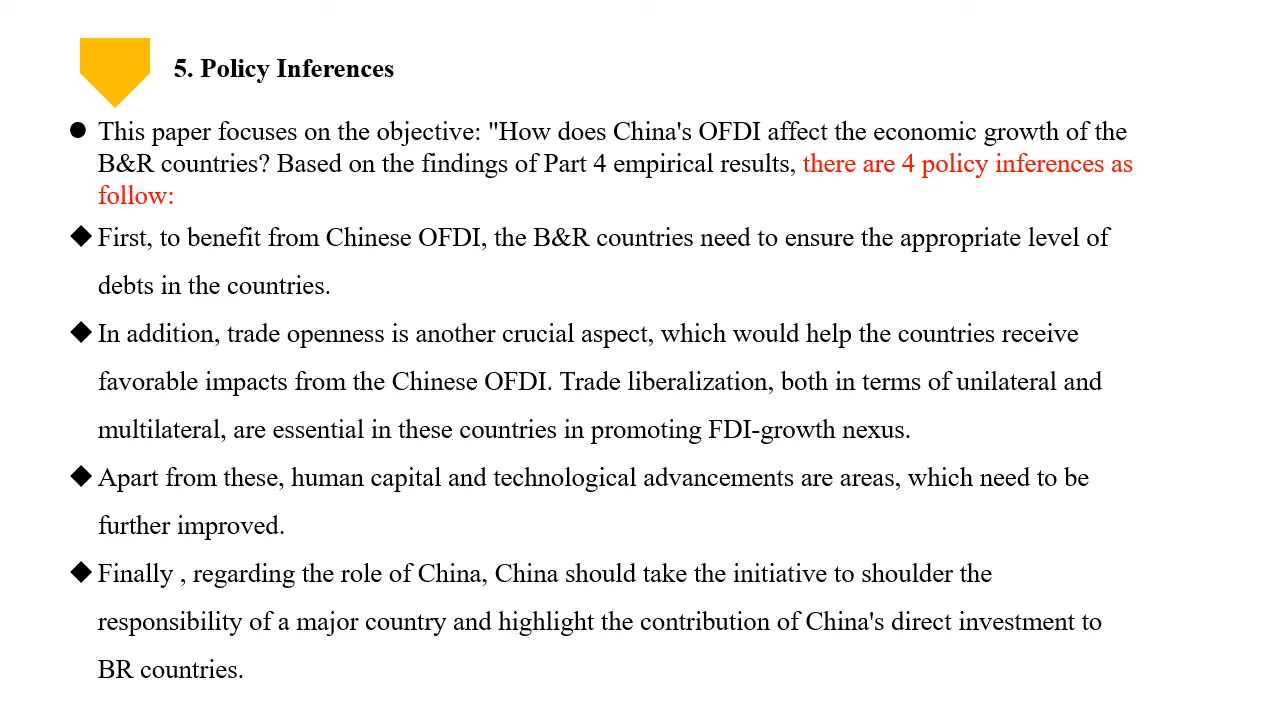 5. Policy Inferences
This paper focuses on the objective: "How does China's OFDI affect the economic growth of the
B&R countries? Based on the findings of Part 4 empirical results, there are 4 policy inferences as
follow:
First, to benefit from Chinese OFDI, the B&R countries need to ensure the appropriate level of
debts in the countries.
In addition, trade openness is another crucial aspect, which would help the countries receive
favorable impacts from the Chinese OFDI. Trade liberalization, both in terms of unilateral and
multilateral, are essential in these countries in promoting FDI-growth nexus.
Apart from these, human capital and technological advancements are areas, which need to be
further improved.
Finally , regarding the role of China, China should take the initiative to shoulder the
responsibility of a major country and highlight the contribution of China's direct investment to
BR countries.